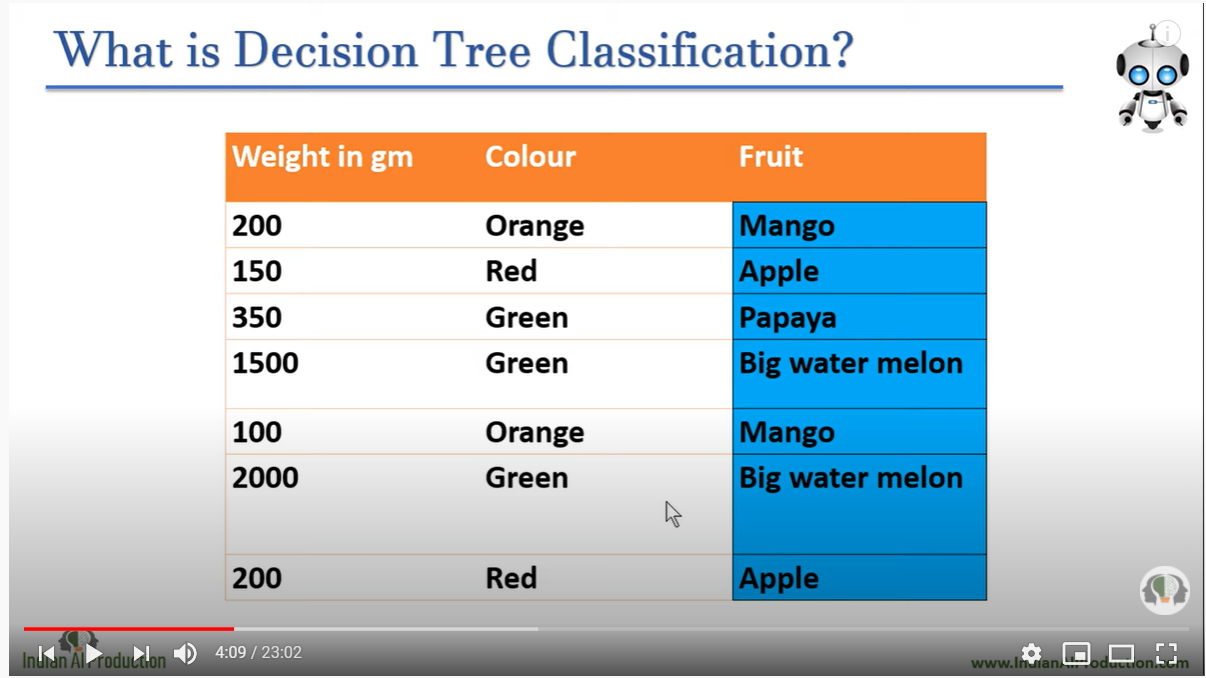 What is Decision Tree Classification?
Weight in gm Colour Fruit
200 Orange Mango
150 Red Apple
350 Green Papaya
1500 Green Big water melon
100 Orange Mango
2000 Green Big water melon
200 Red Apple
4:09 / 23:02
Indian AI Production
www.IndianAIProduction.com